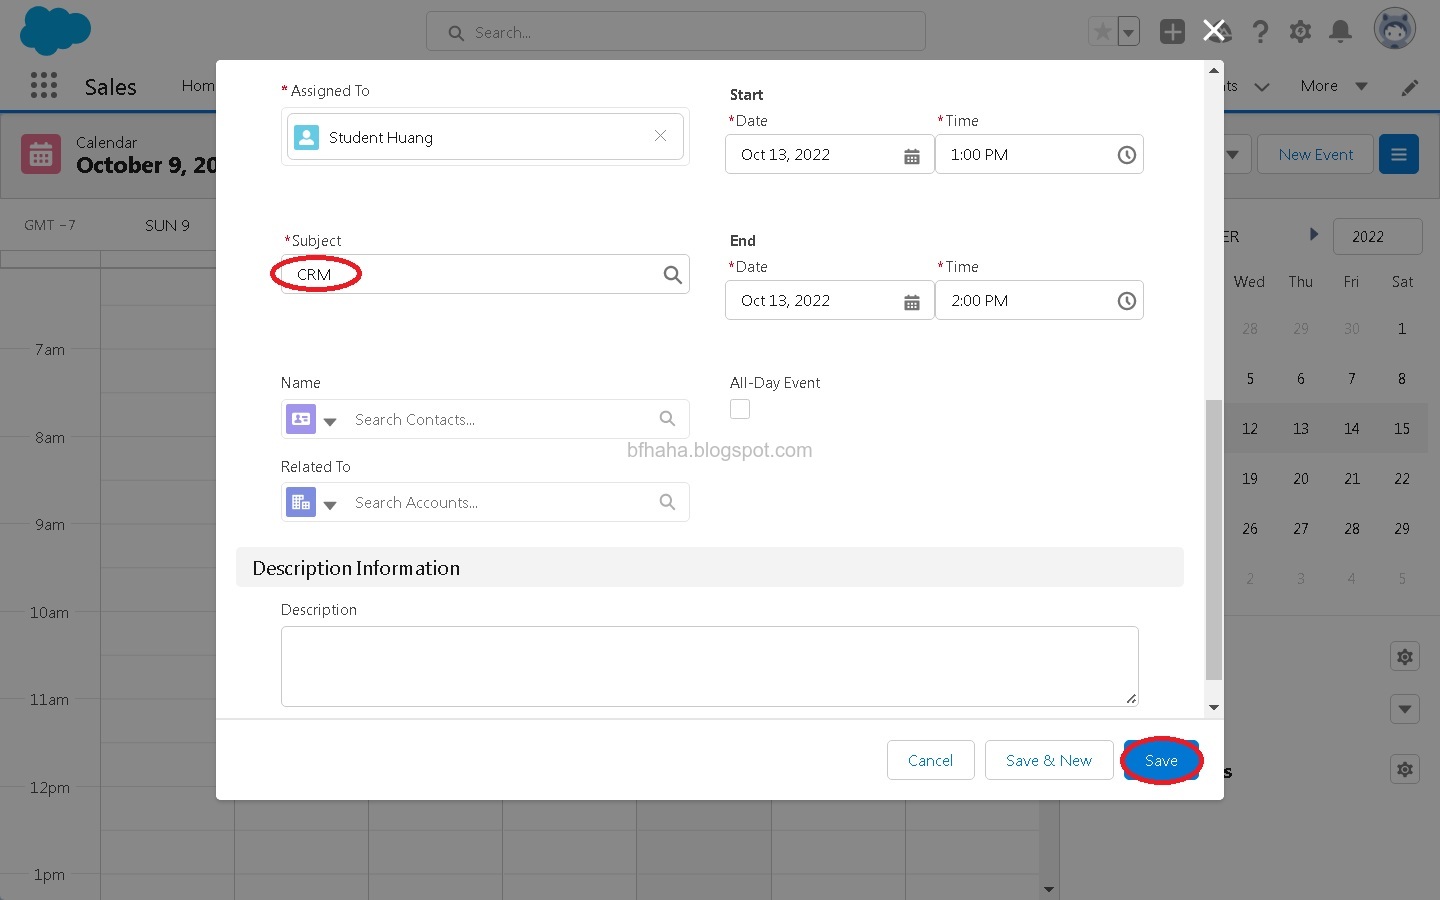 Search...
Sales
Hom
ts
More
Calendar
October 9, 20
New Event
GMT −7
SUN 9
ER
2022
Wed Thu Fri Sat
28 29 30 1
5 6 7 8
12 13 14 15
19 20 21 22
26 27 28 29
2 3 4 5
s
7am
8am
9am
10am
11am
12pm
1pm
*Assigned To
Student Huang
Start
*Date
*Time
Oct 13, 2022
1:00 PM
*Subject
CRM
End
*Date
*Time
Oct 13, 2022
2:00 PM
Name
Search Contacts...
All-Day Event
bfhaha.blogspot.com
Related To
Search Accounts...
Description Information
Description
Cancel
Save & New
Save